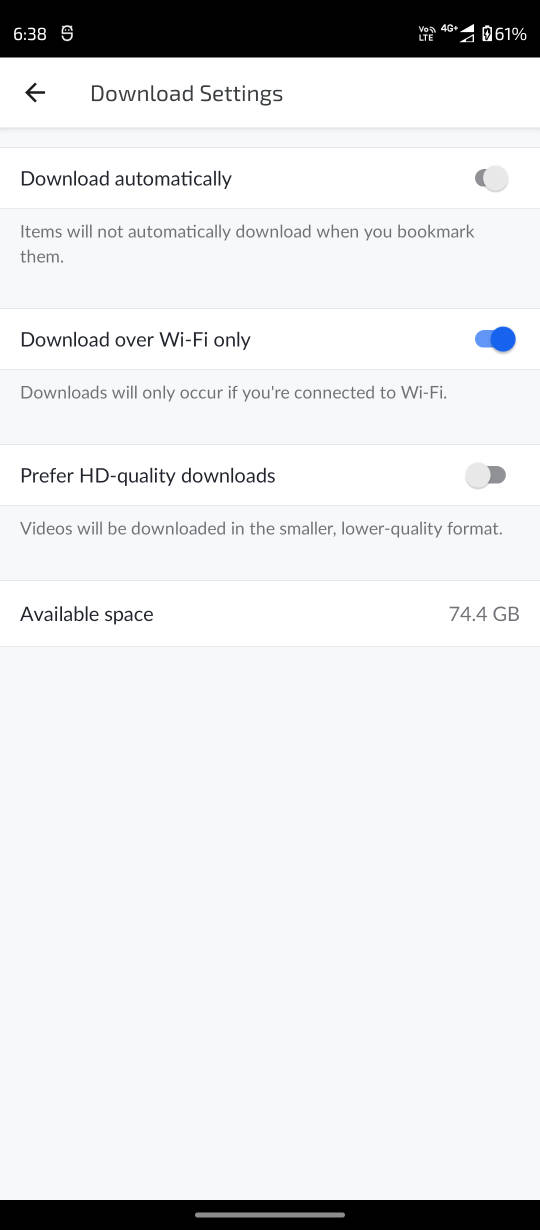 6:38 Vo LTE 4G+ 61%
Download Settings
Download automatically
Items will not automatically download when you bookmark
them.
Download over Wi-Fi only
Downloads will only occur if you're connected to Wi-Fi.
Prefer HD-quality downloads
Videos will be downloaded in the smaller, lower-quality format.
Available space 74.4 GB